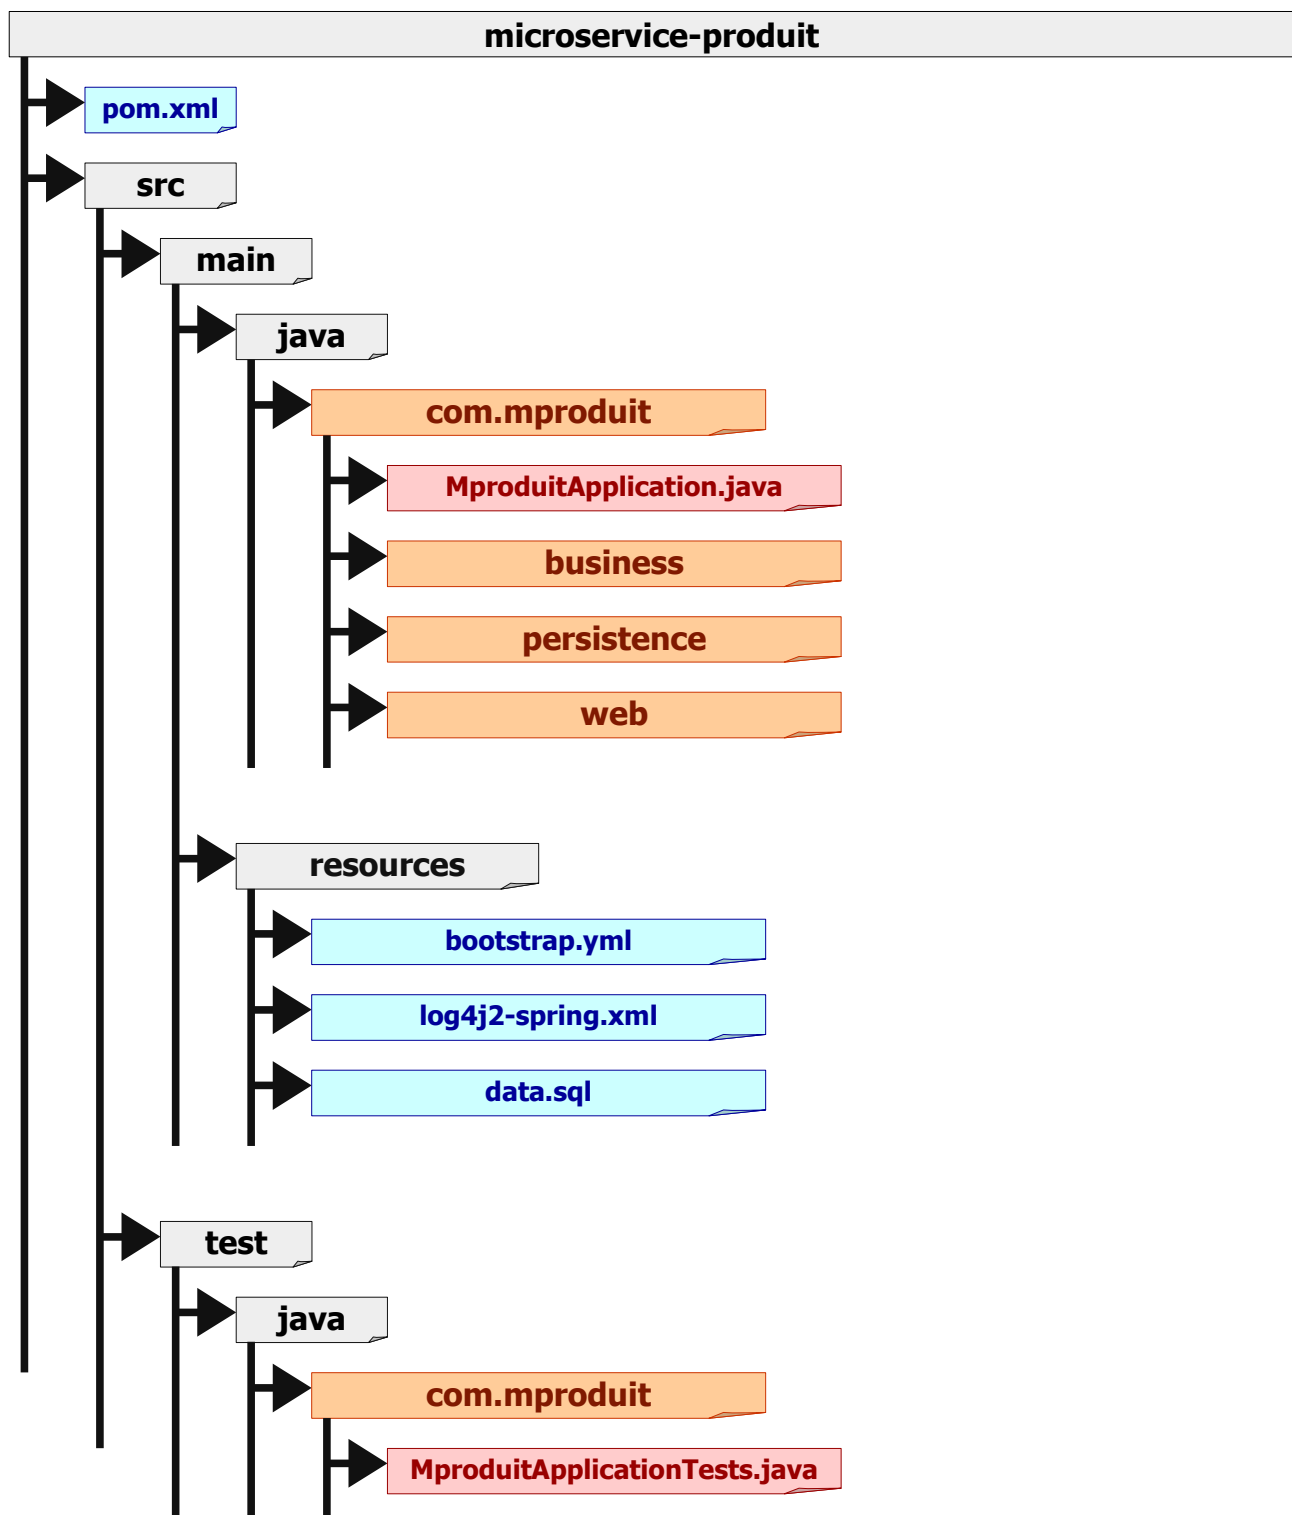 microservice-produit
pom.xml
src
main
java
com.mproduit
MproduitApplication.java
business
persistence
web
resources
bootstrap.yml
log4j2-spring.xml
data.sql
test
java
com.mproduit
MproduitApplicationTests.java